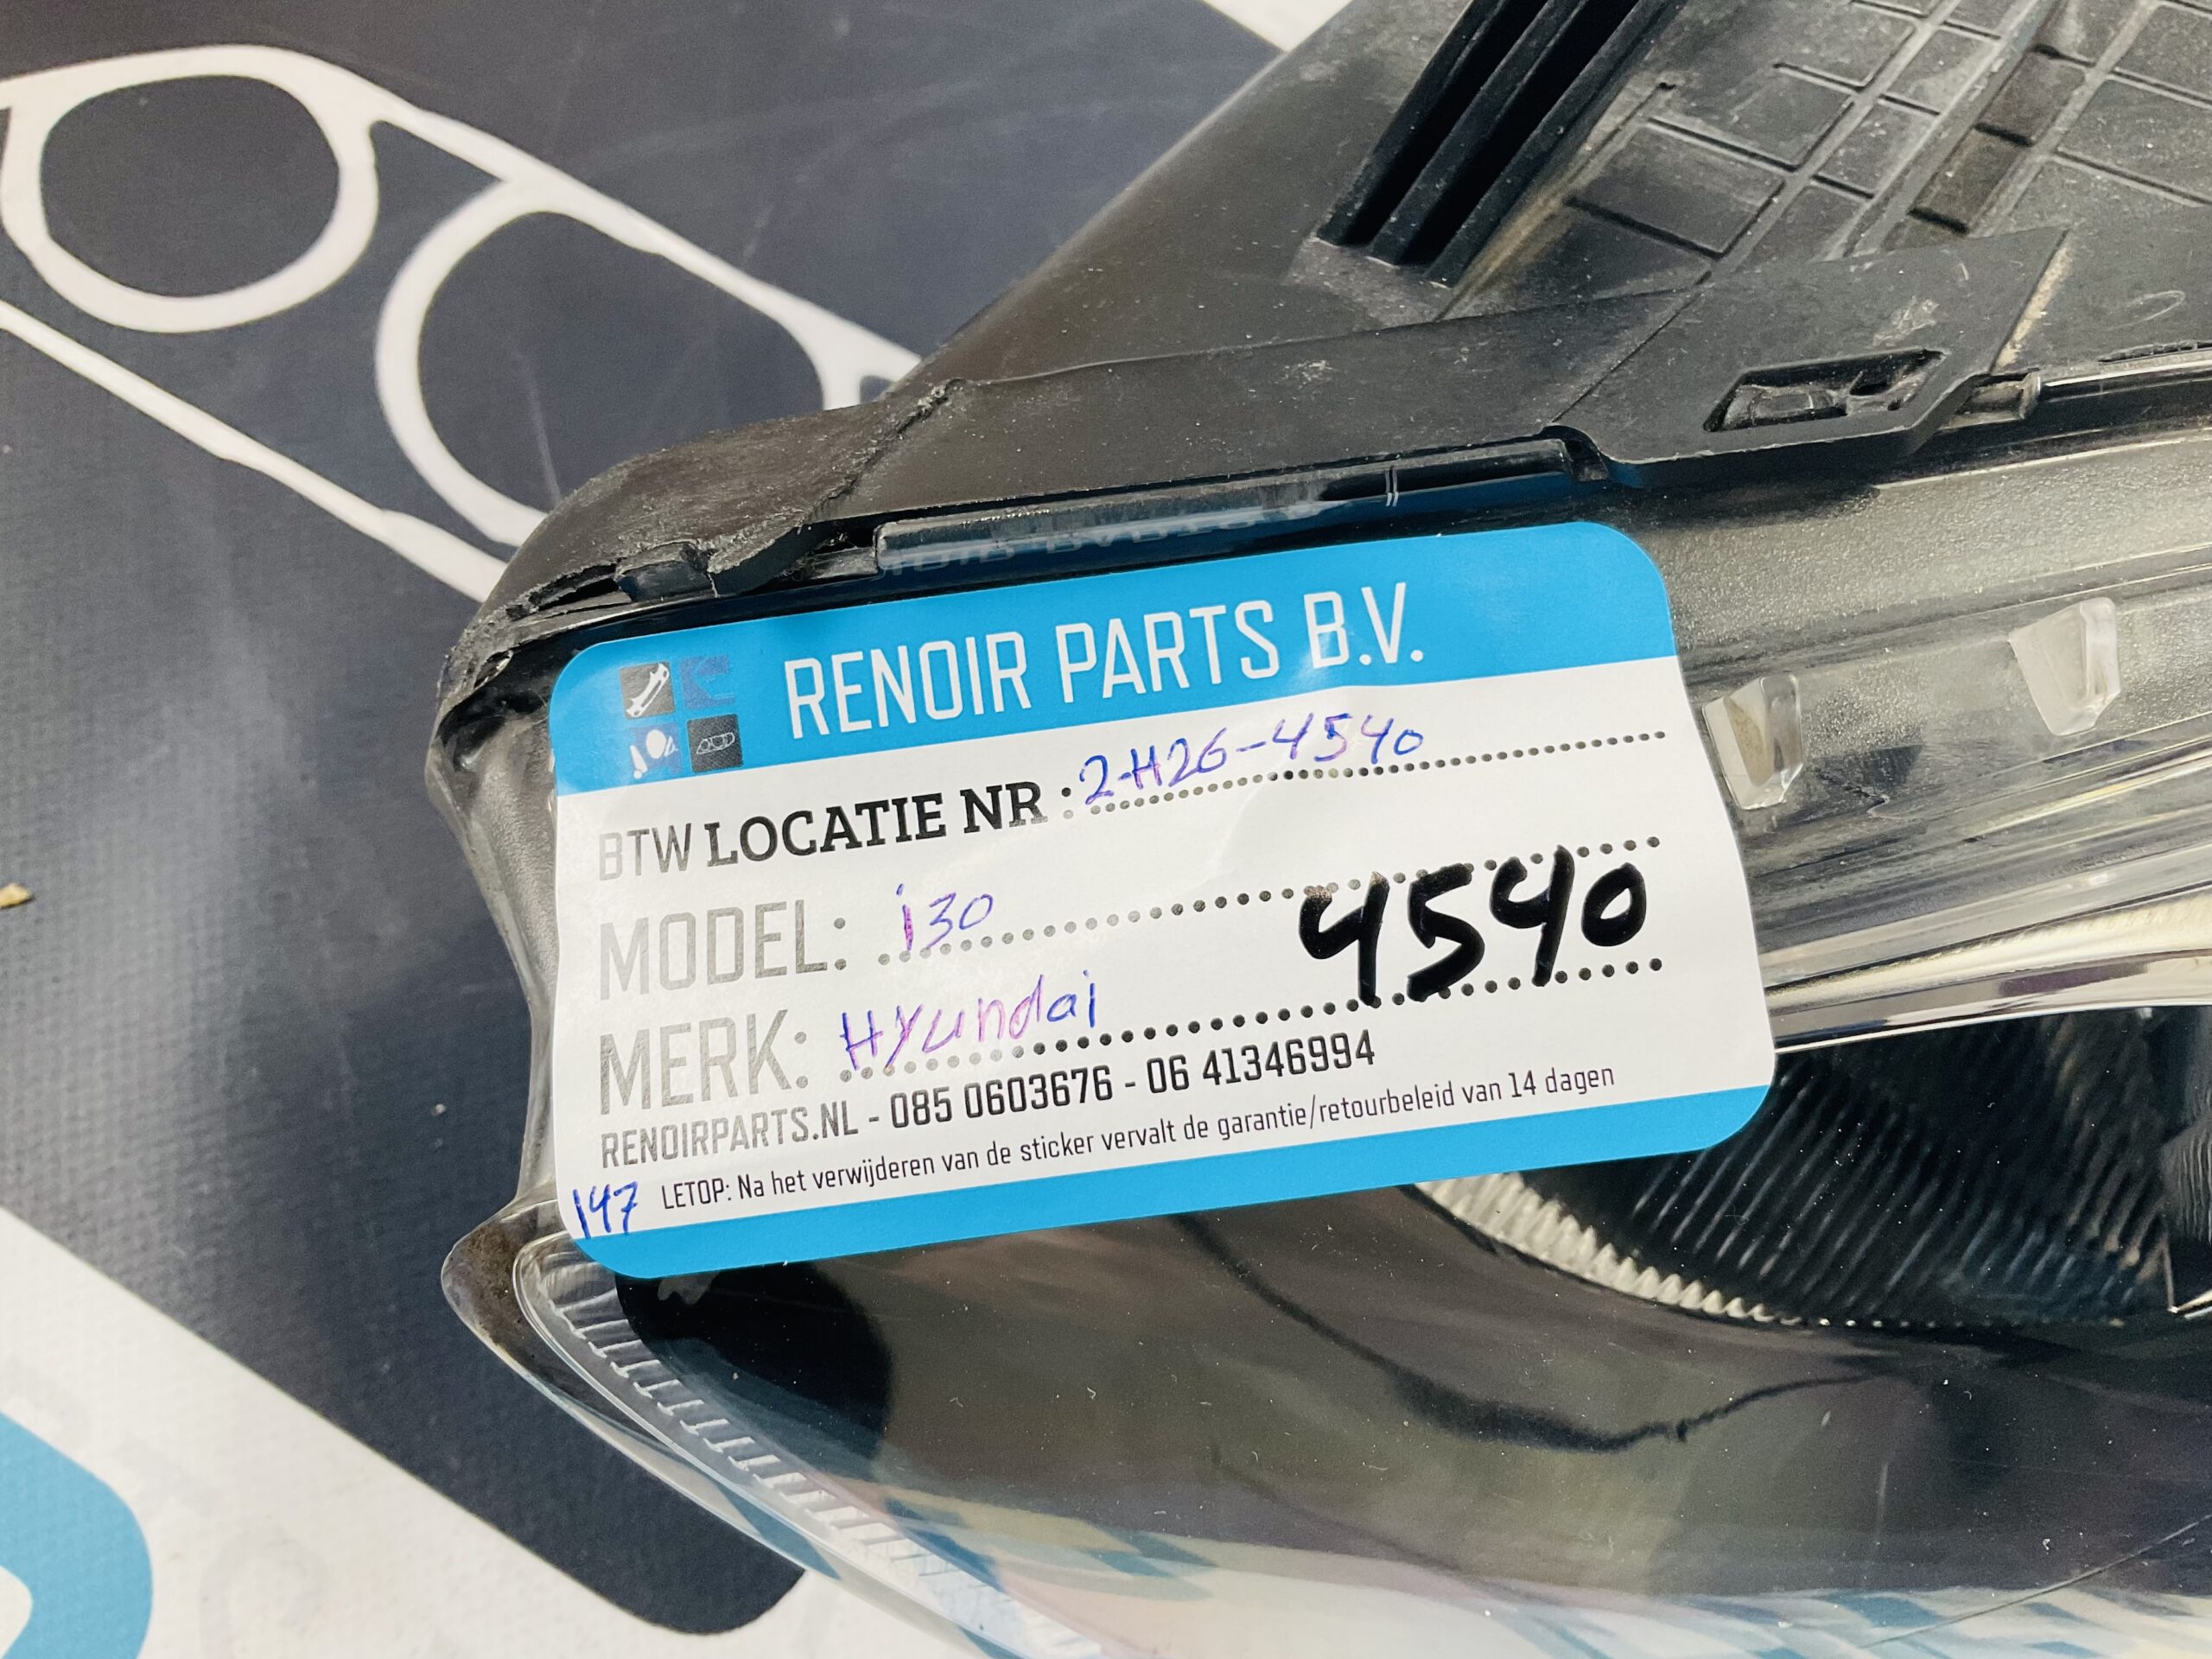 RENOIR PARTS B.V.
BTW LOCATIE NR : 2-H26-4540
MODEL: i30
4540
MERK: Hyundai
RENOIRPARTS.NL - 085 0603676 - 06 41346994
LETOP: Na het verwijderen van de sticker vervalt de garantie/retourbeleid van 14 dagen
147